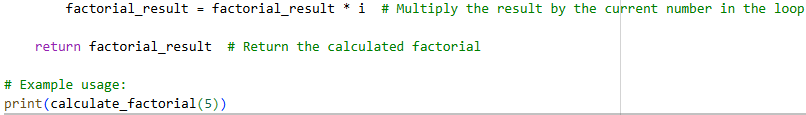 factorial_result = factorial_result * i  # Multiply the result by the current number in the loop
return factorial_result  # Return the calculated factorial
# Example usage:
print(calculate_factorial(5))